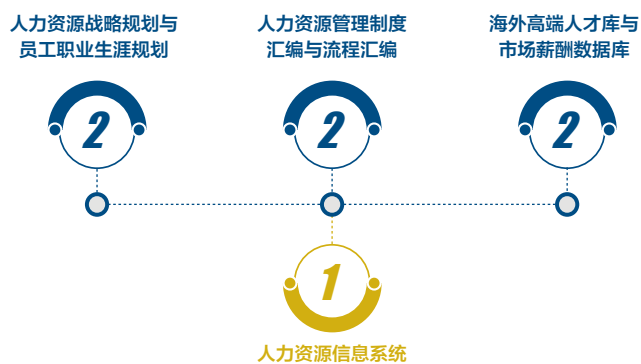 人力资源战略规划与
员工职业生涯规划
人力资源管理制度
汇编与流程汇编
海外高端人才库与
市场薪酬数据库
2
2
2
1
人力资源信息系统